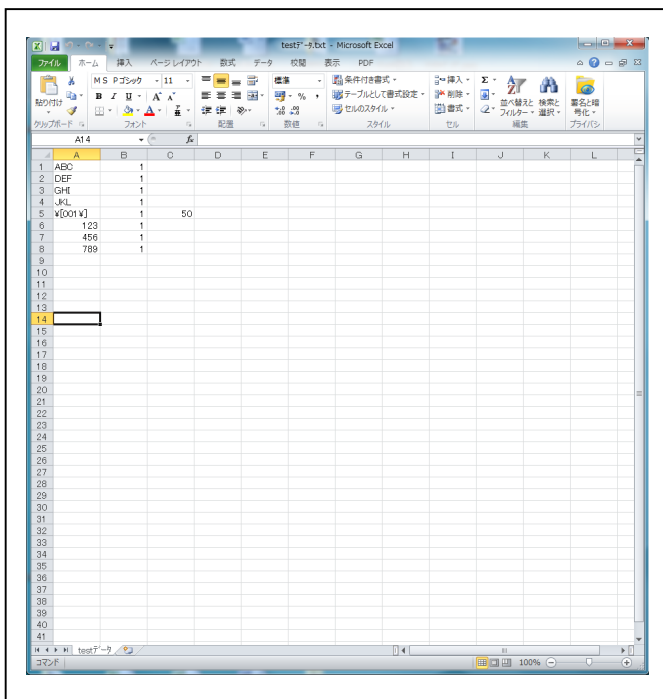 testデータ.txt - Microsoft Excel
ファイル ホーム 挿入 ページ レイアウト 数式 データ 校閲 表示 PDF
貼り付け MS Pゴシック 11 標準 条件付き書式 挿入 Σ
B I U A A % , テーブルとして書式設定 削除 並べ替えと 検索と 署名と暗
A セルのスタイル 書式 フィルター 選択 号化
クリップボード フォント 配置 数値 スタイル セル 編集 プライバシ
A14 fx
A B C D E F G H I J K L
1 ABC 1
2 DEF 1
3 GHI 1
4 JKL 1
5 ¥[001¥] 1 50
6 123 1
7 456 1
8 789 1
9
10
11
12
13
14
15
16
17
18
19
20
21
22
23
24
25
26
27
28
29
30
31
32
33
34
35
36
37
38
39
40
41
testデータ
コマンド 100%